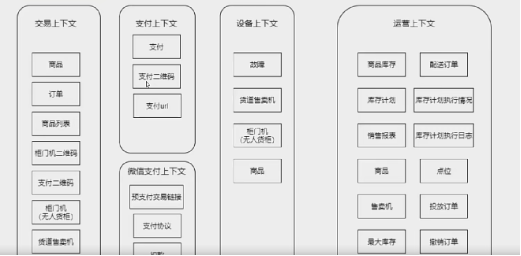 交易上下文
商品
订单
商品列表
柜门机二维码
支付二维码
柜门机
(无人货柜)
货道售卖机
支付上下文
支付
支付二维码
支付url
微信支付上下文
预支付交易链接
支付协议
设备上下文
故障
货道售卖机
柜门机
(无人货柜)
商品
运营上下文
商品库存
配送订单
库存计划
库存计划执行情况
销售报表
库存计划执行日志
商品
点位
售卖机
投放订单
最大库存
撤销订单